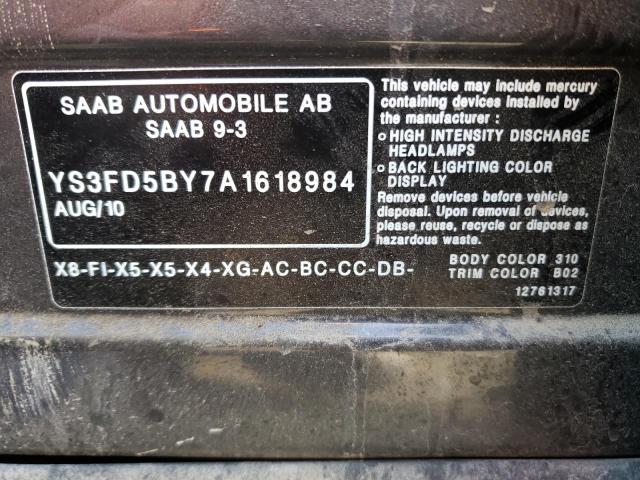 SAAB AUTOMOBILE AB
SAAB 9-3
YS3FD5BY7A1618984
AUG/10
X8-FI-X5-X5-X4-XG-AC-BC-CC-DB-
This vehicle may include mercury
containing devices installed by
the manufacturer :
o HIGH INTENSITY DISCHARGE
HEADLAMPS
o BACK LIGHTING COLOR
DISPLAY
Remove devices before vehicle
disposal. Upon removal of devices,
please reuse, recycle or dispose as
hazardous waste.
BODY COLOR 310
TRIM COLOR B02
12761317